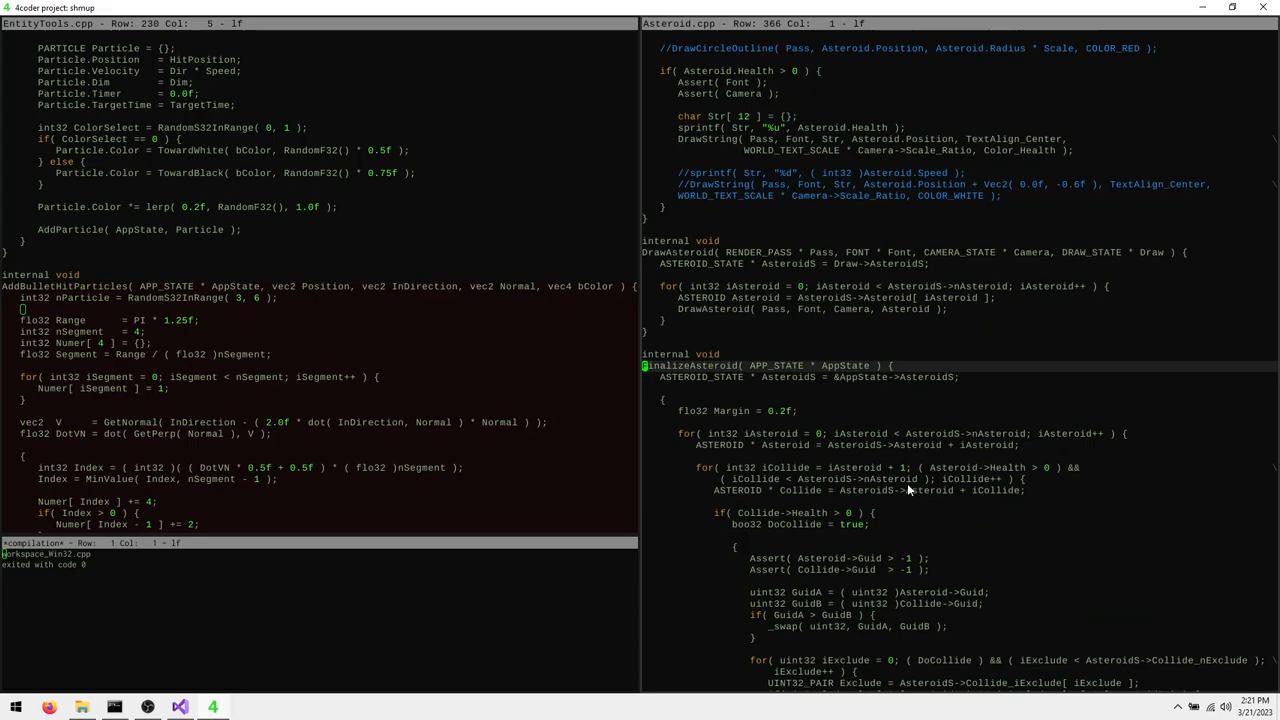 4coder project: shmup
EntityTools.cpp - Row: 230 Col:   5 - lf
PARTICLE Particle = {};
Particle.Position   = HitPosition;
Particle.Velocity   = Dir * Speed;
Particle.Dim        = Dim;
Particle.Timer      = 0.0f;
Particle.TargetTime = TargetTime;
int32 ColorSelect = RandomS32InRange( 0, 1 );
if( ColorSelect == 0 ) {
Particle.Color = TowardWhite( bColor, RandomF32() * 0.5f );
} else {
Particle.Color = TowardBlack( bColor, RandomF32() * 0.75f );
}
Particle.Color *= lerp( 0.2f, RandomF32(), 1.0f );
AddParticle( AppState, Particle );
}
}
internal void
AddBulletHitParticles( APP_STATE * AppState, vec2 Position, vec2 InDirection, vec2 Normal, vec4 bColor ) {
int32 nParticle = RandomS32InRange( 3, 6 );
flo32 Range       = PI * 1.25f;
int32 nSegment   = 4;
int32 Numer[ 4 ] = {};
flo32 Segment = Range / ( flo32 )nSegment;
for( int32 iSegment = 0; iSegment < nSegment; iSegment++ ) {
Numer[ iSegment ] = 1;
}
vec2  V     = GetNormal( InDirection - ( 2.0f * dot( InDirection, Normal ) * Normal ) );
flo32 DotVN = dot( GetPerp( Normal ), V );
{
int32 Index = ( int32 )( ( DotVN * 0.5f + 0.5f ) * ( flo32 )nSegment );
Index = MinValue( Index, nSegment - 1 );
Numer[ Index ] += 4;
if( Index > 0 ) {
Numer[ Index - 1 ] += 2;
*compilation* - Row:   1 Col:   1 - lf
workspace_Win32.cpp
exited with code 0
Asteroid.cpp - Row: 366 Col:   1 - lf
//DrawCircleOutline( Pass, Asteroid.Position, Asteroid.Radius * Scale, COLOR_RED );
if( Asteroid.Health > 0 ) {
Assert( Font );
Assert( Camera );
char Str[ 12 ] = {};
sprintf( Str, "%u", Asteroid.Health );
DrawString( Pass, Font, Str, Asteroid.Position, TextAlign_Center, \
WORLD_TEXT_SCALE * Camera->Scale_Ratio, Color_Health );
//sprintf( Str, "%d", ( int32 )Asteroid.Speed );
//DrawString( Pass, Font, Str, Asteroid.Position + Vec2( 0.0f, -0.6f ), TextAlign_Center, \
WORLD_TEXT_SCALE * Camera->Scale_Ratio, COLOR_WHITE );
}
}
internal void
DrawAsteroid( RENDER_PASS * Pass, FONT * Font, CAMERA_STATE * Camera, DRAW_STATE * Draw ) {
ASTEROID_STATE * AsteroidS = Draw->AsteroidS;
for( int32 iAsteroid = 0; iAsteroid < AsteroidS->nAsteroid; iAsteroid++ ) {
ASTEROID Asteroid = AsteroidS->Asteroid[ iAsteroid ];
DrawAsteroid( Pass, Font, Camera, Asteroid );
}
}
internal void
FinalizeAsteroid( APP_STATE * AppState ) {
ASTEROID_STATE * AsteroidS = &AppState->AsteroidS;
{
flo32 Margin = 0.2f;
for( int32 iAsteroid = 0; iAsteroid < AsteroidS->nAsteroid; iAsteroid++ ) {
ASTEROID * Asteroid = AsteroidS->Asteroid + iAsteroid;
for( int32 iCollide = iAsteroid + 1; ( Asteroid->Health > 0 ) && \
( iCollide < AsteroidS->nAsteroid ); iCollide++ ) {
ASTEROID * Collide = AsteroidS->Asteroid + iCollide;
if( Collide->Health > 0 ) {
boo32 DoCollide = true;
{
Assert( Asteroid->Guid > -1 );
Assert( Collide->Guid  > -1 );
uint32 GuidA = ( uint32 )Asteroid->Guid;
uint32 GuidB = ( uint32 )Collide->Guid;
if( GuidA > GuidB ) {
_swap( uint32, GuidA, GuidB );
}
for( uint32 iExclude = 0; ( DoCollide ) && ( iExclude < AsteroidS->Collide_nExclude ); \
iExclude++ ) {
UINT32_PAIR Exclude = AsteroidS->Collide_iExclude[ iExclude ];
2:21 PM
3/21/2023